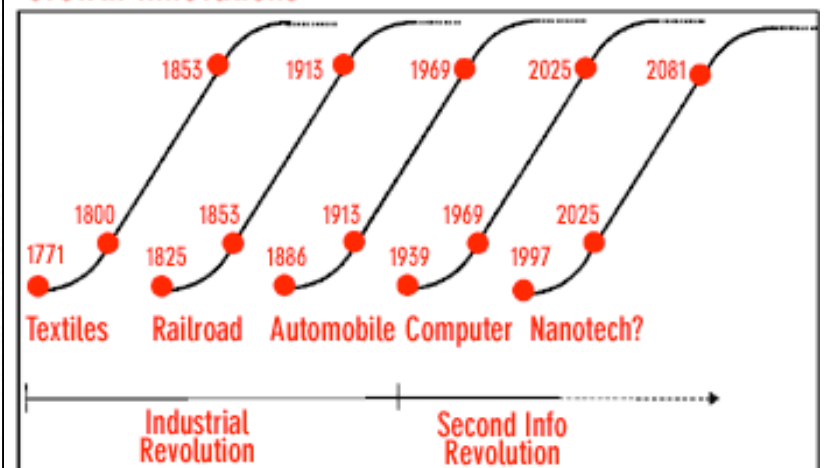 1853 1913 1969 2025 2081
1800 1853 1913 1969 2025
1771 1825 1886 1939 1997
Textiles Railroad Automobile Computer Nanotech?
Industrial
Revolution
Second Info
Revolution